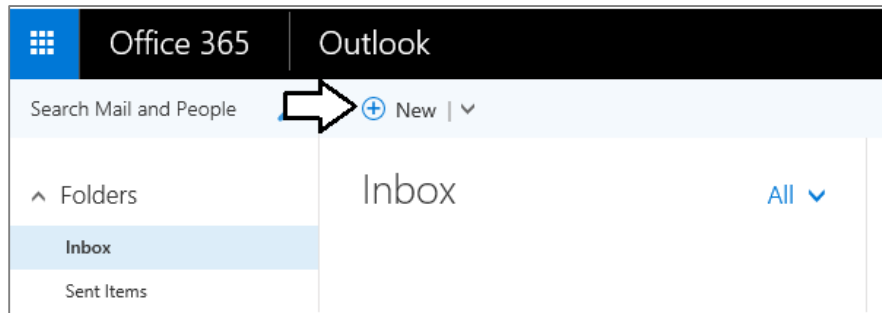 Office 365 Outlook
Search Mail and People New
Folders
Inbox
Sent Items
Inbox All